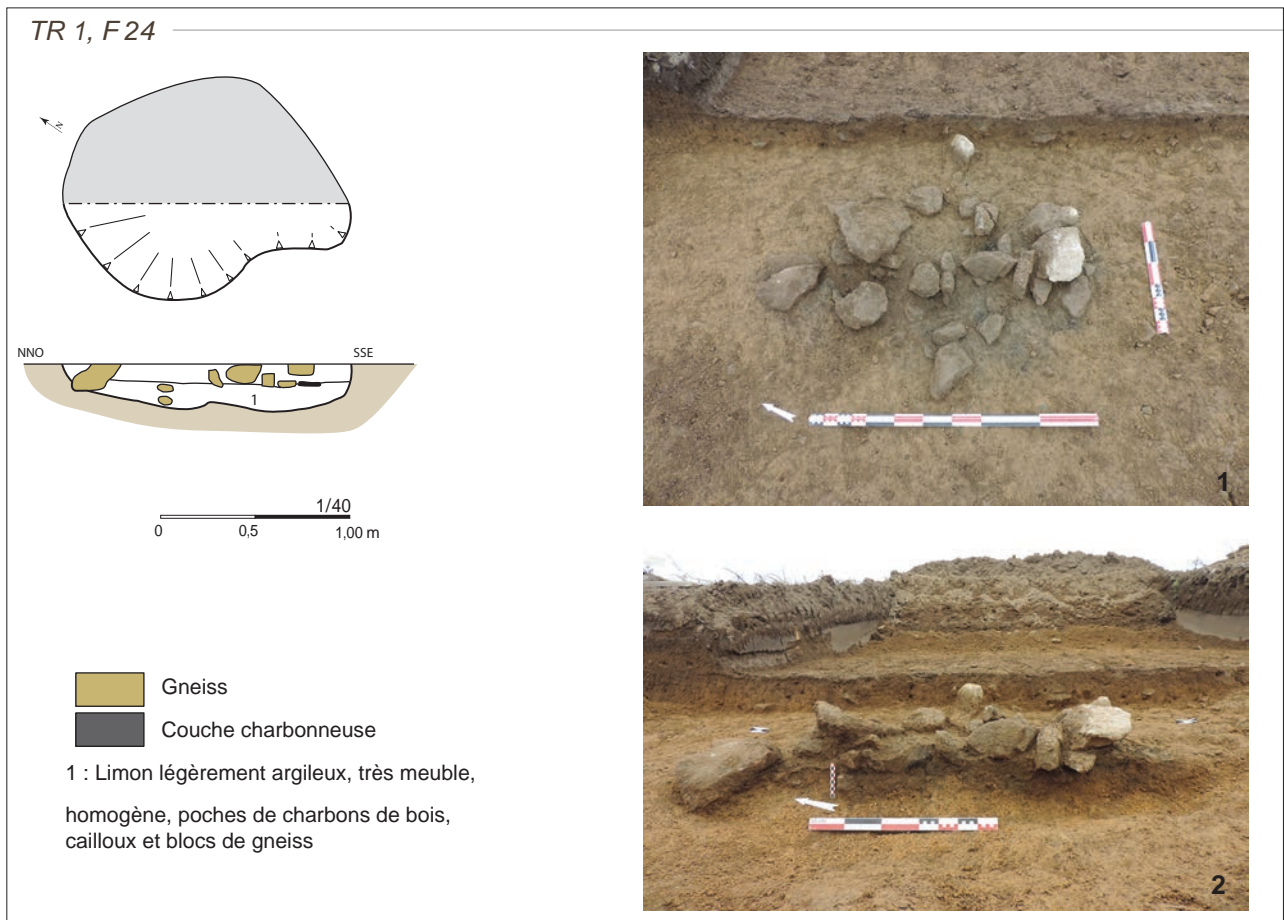 TR 1, F 24
N
NNO
SSE
1
1/40
0
0,5
1,00 m
Gneiss
Couche charbonneuse
1 : Limon légèrement argileux, très meuble,
homogène, poches de charbons de bois,
cailloux et blocs de gneiss
1
2